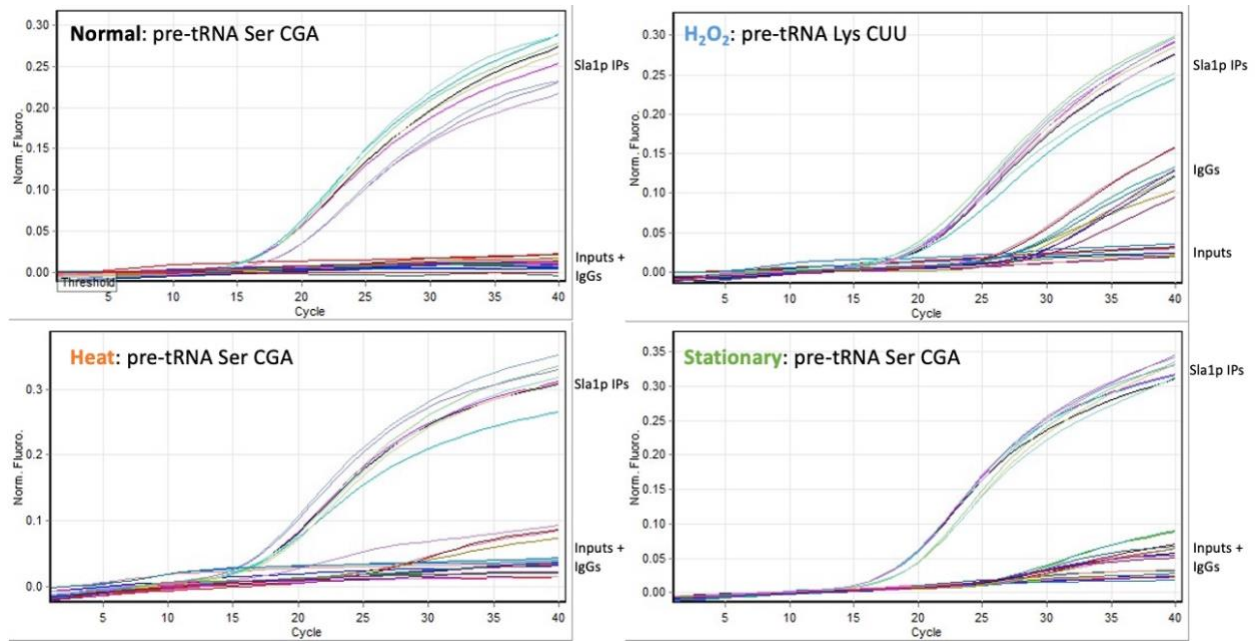 Normal: pre-tRNA Ser CGA
0.30
0.25
0.20
0.15
0.10
0.05
0.00
Norm. Fluoro.
Threshold
5 10 15 20 25 30 35 40
Cycle
Sla1p IPs
Inputs +
IgGs
H₂O₂: pre-tRNA Lys CUU
0.30
0.25
0.20
0.15
0.10
0.05
0.00
Norm. Fluoro.
5 10 15 20 25 30 35 40
Cycle
Sla1p IPs
IgGs
Inputs
Heat: pre-tRNA Ser CGA
0.3
0.2
0.1
0.0
Norm. Fluoro.
5 10 15 20 25 30 35 40
Cycle
Sla1p IPs
Inputs +
IgGs
Stationary: pre-tRNA Ser CGA
0.35
0.30
0.25
0.20
0.15
0.10
0.05
0.00
Norm. Fluoro.
5 10 15 20 25 30 35 40
Cycle
Sla1p IPs
Inputs +
IgGs